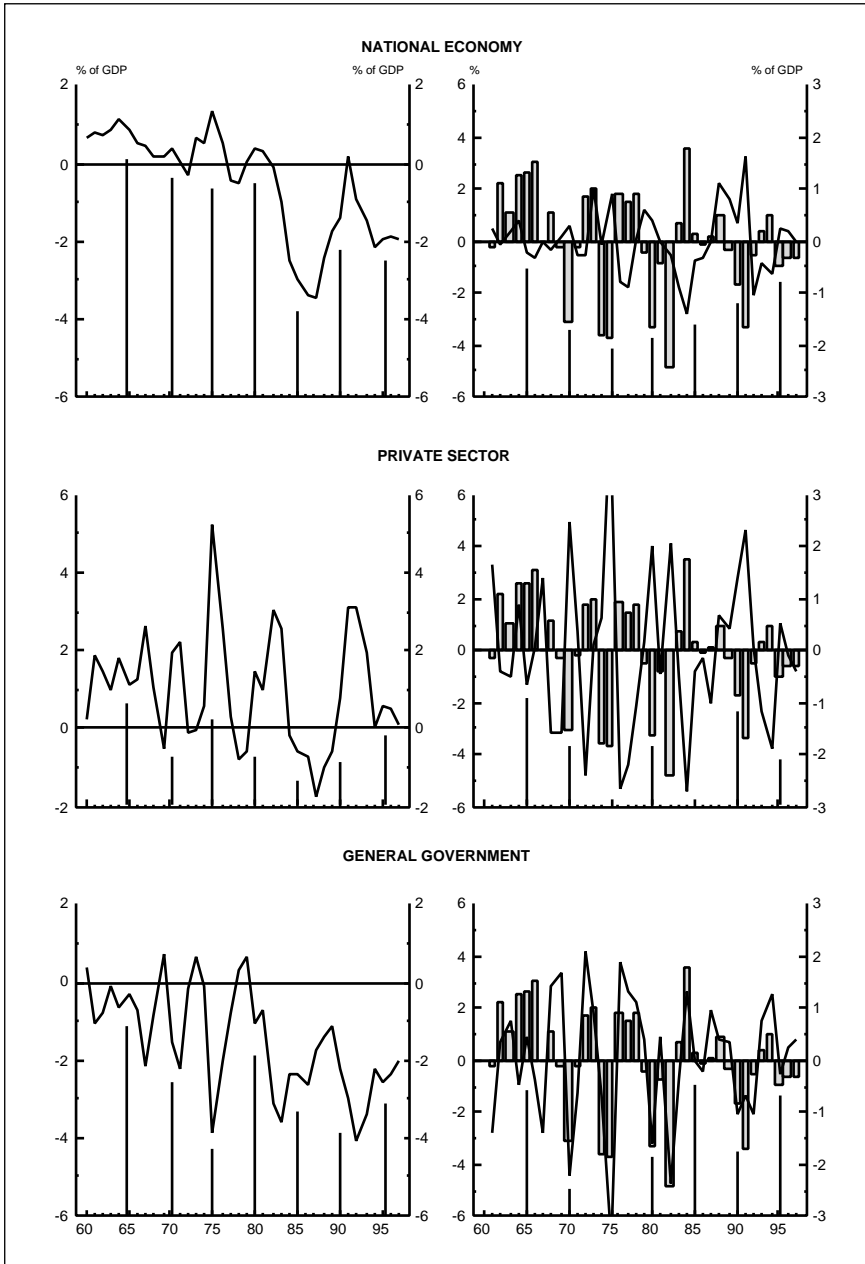 NATIONAL ECONOMY
% of GDP % of GDP % % of GDP
2 2 6 3
4 2
0 0 2 1
0 0
-2 -2
-2 -1
-4 -4
-4 -2
-6 -6 -6 -3
PRIVATE SECTOR
6 6 6 3
4 4 4 2
2 2 2 1
0 0
0 0 -2 -1
-4 -2
-2 -2 -6 -3
GENERAL GOVERNMENT
2 2 6 3
4 2
0 0
2 1
-2 -2 0 0
-2 -1
-4 -4
-4 -2
-6 -6 -6 -3
60 65 70 75 80 85 90 95 60 65 70 75 80 85 90 95